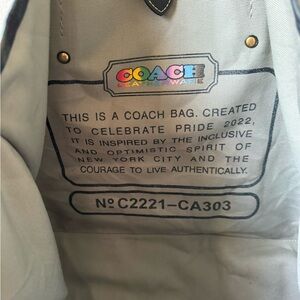 COACH
LEATHERWARE
THIS IS A COACH BAG. CREATED
TO CELEBRATE PRIDE 2022,
IT IS INSPIRED BY THE INCLUSIVE
AND OPTIMISTIC SPIRIT OF
NEW YORK CITY AND THE
COURAGE TO LIVE AUTHENTICALLY.
Nº C2221-CA303